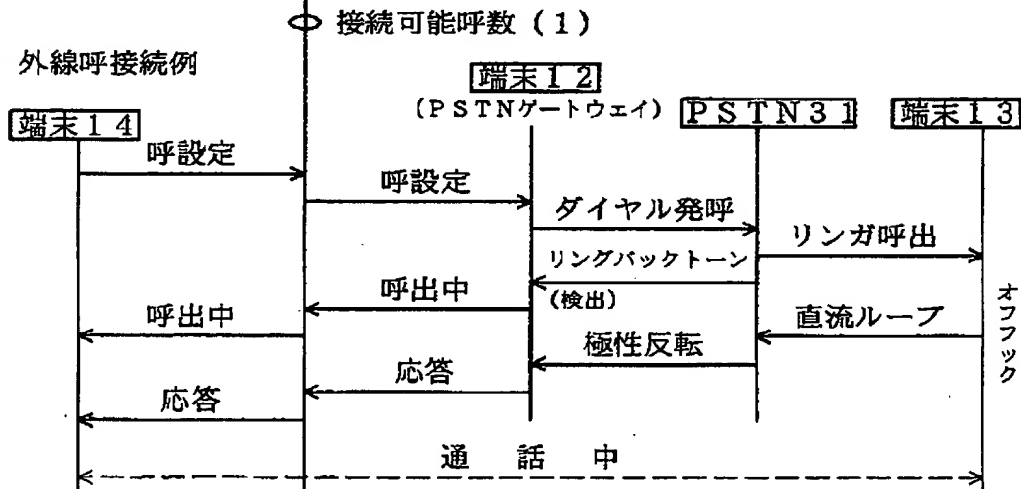 接続可能呼数(1)
外線呼接続例
端末12
(PSTNゲートウェイ)
端末14
PSTN31
端末13
呼設定
呼設定
ダイヤル発呼
リンガ呼出
リングバックトーン
(検出)
呼出中
呼出中
直流ループ
オフフック
極性反転
応答
応答
通話中